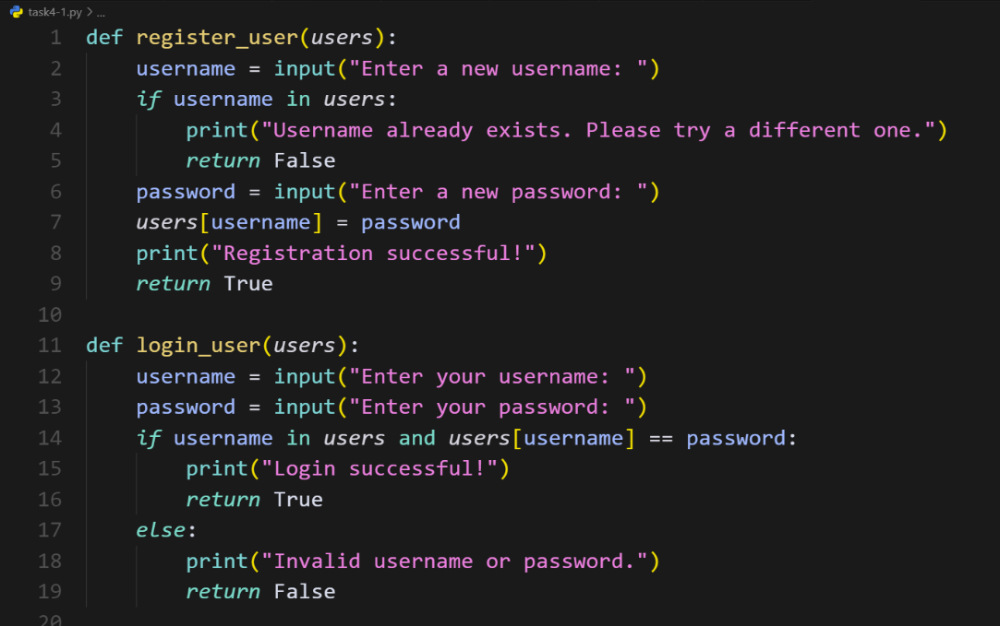 task4-1.py > ...
1 def register_user(users):
2     username = input("Enter a new username: ")
3     if username in users:
4         print("Username already exists. Please try a different one.")
5         return False
6     password = input("Enter a new password: ")
7     users[username] = password
8     print("Registration successful!")
9     return True
10
11 def login_user(users):
12     username = input("Enter your username: ")
13     password = input("Enter your password: ")
14     if username in users and users[username] == password:
15         print("Login successful!")
16         return True
17     else:
18         print("Invalid username or password.")
19         return False
20